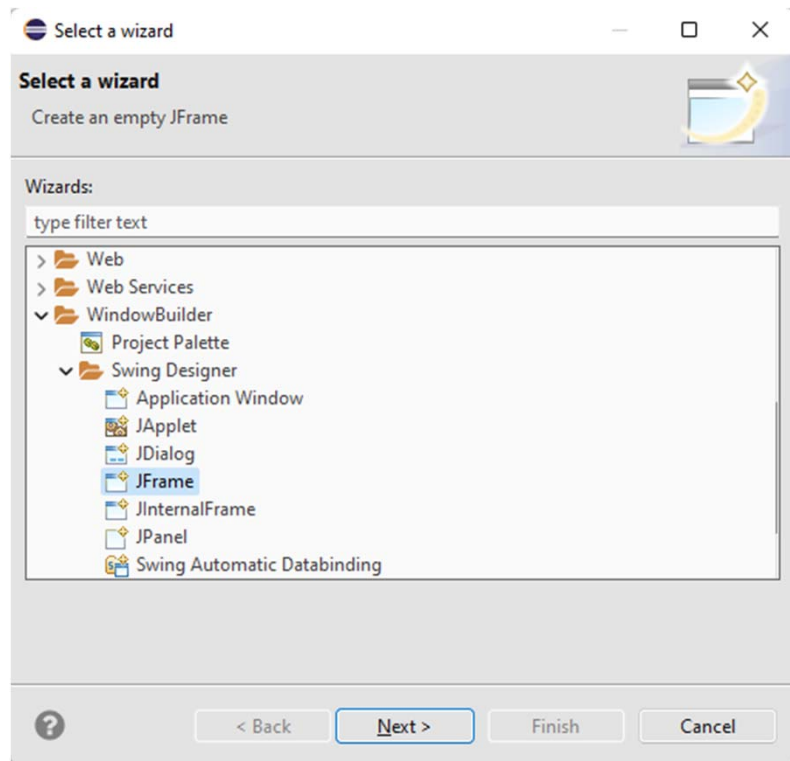 Select a wizard
Select a wizard
Create an empty JFrame
Wizards:
type filter text
Web
Web Services
WindowBuilder
Project Palette
Swing Designer
Application Window
JApplet
JDialog
JFrame
JInternalFrame
JPanel
Swing Automatic Databinding
? < Back Next > Finish Cancel